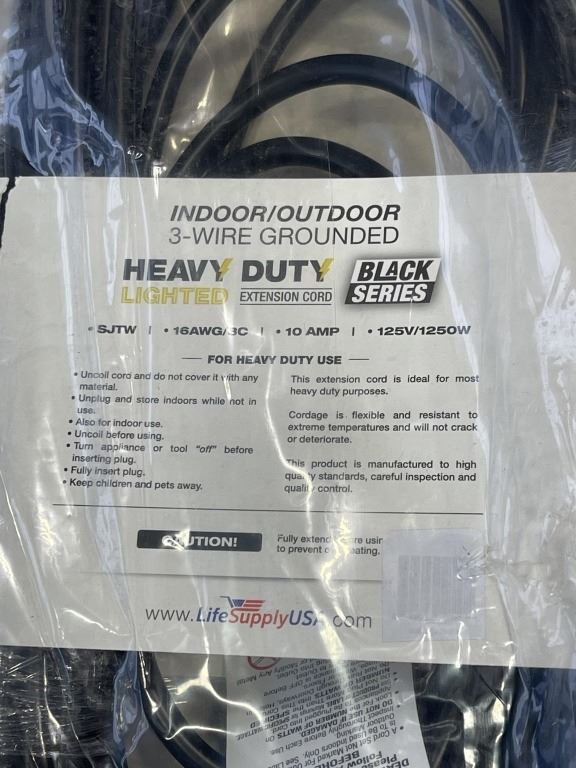 INDOOR/OUTDOOR
3-WIRE GROUNDED
HEAVY DUTY
LIGHTED EXTENSION CORD
BLACK
SERIES
• SJTW | • 16AWG/3C | • 10 AMP | • 125V/1250W
FOR HEAVY DUTY USE
• Uncoil cord and do not cover it with any
material.
• Unplug and store indoors while not in
use.
• Also for indoor use.
• Uncoil before using.
• Turn appliance or tool "off" before
inserting plug.
• Fully insert plug.
• Keep children and pets away.
This extension cord is ideal for most
heavy duty purposes.
Cordage is flexible and resistant to
extreme temperatures and will not crack
or deteriorate.
This product is manufactured to high
quality standards, careful inspection and
quality control.
CAUTION!
Fully extend
to prevent
www.LifeSupplyUSA.com